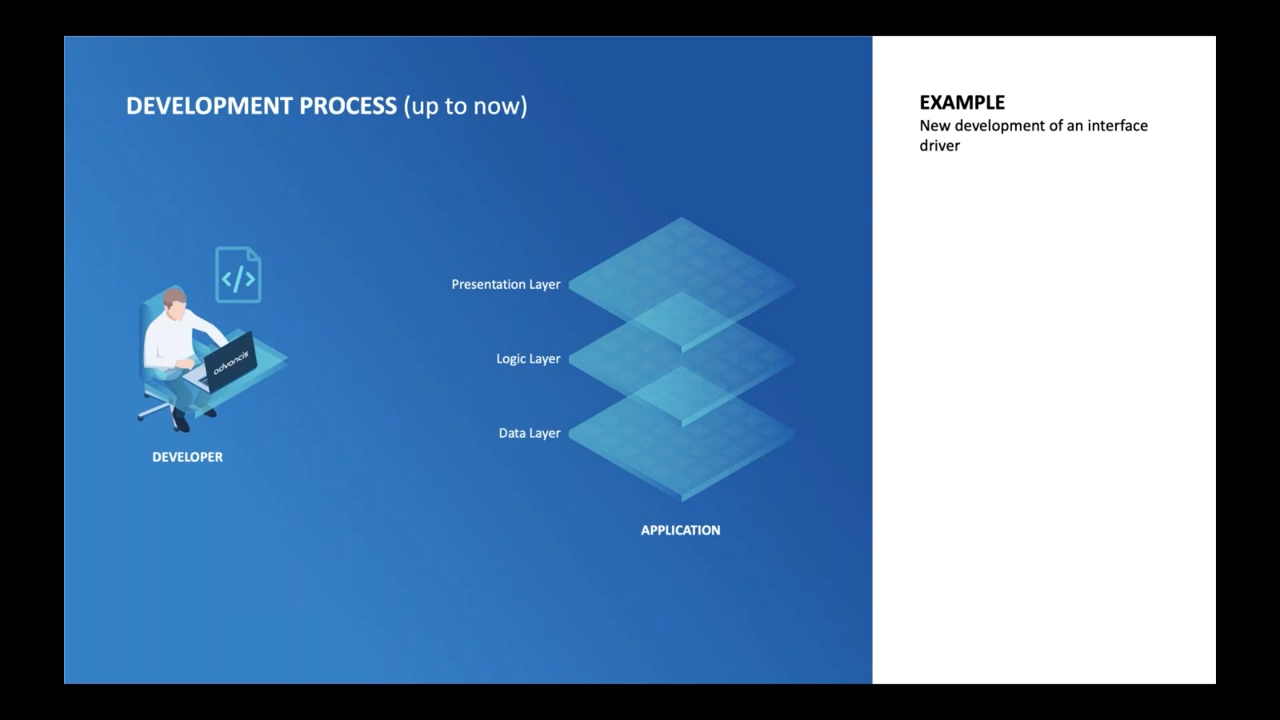 DEVELOPMENT PROCESS (up to now)
EXAMPLE
New development of an interface
driver
</>
advancis
DEVELOPER
Presentation Layer
Logic Layer
Data Layer
APPLICATION